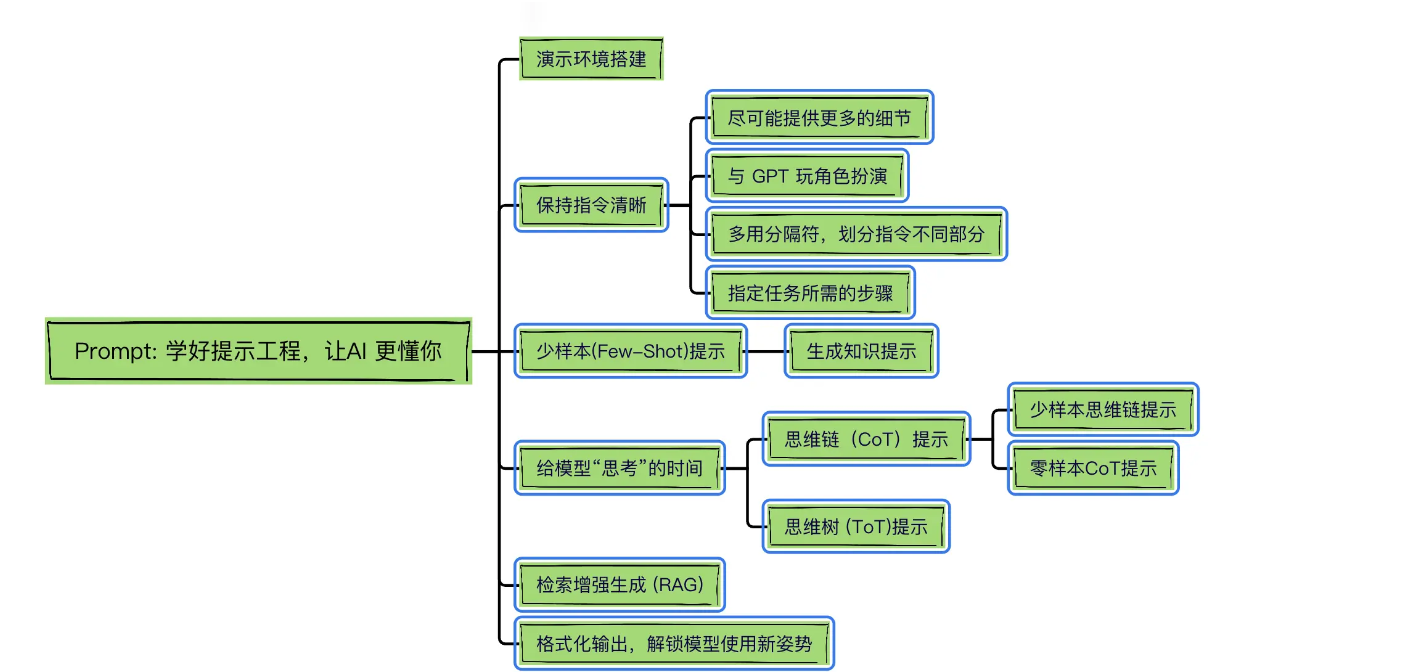 演示环境搭建
尽可能提供更多的细节
与 GPT 玩角色扮演
保持指令清晰
多用分隔符，划分指令不同部分
指定任务所需的步骤
Prompt: 学好提示工程，让AI 更懂你
少样本(Few-Shot)提示
生成知识提示
少样本思维链提示
思维链（CoT）提示
给模型“思考”的时间
零样本CoT提示
思维树 (ToT)提示
检索增强生成 (RAG)
格式化输出，解锁模型使用新姿势